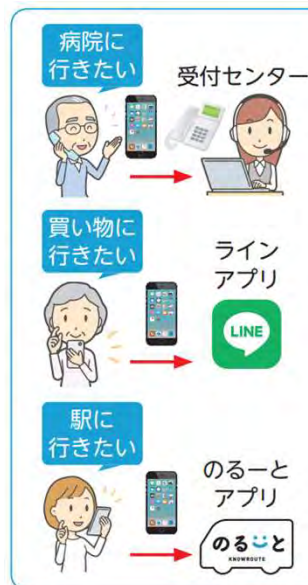 病院に
行きたい
受付センター
買い物に
行きたい
ライン
アプリ
LINE
駅に
行きたい
のるーと
アプリ
のるーと
KNOWROUTE